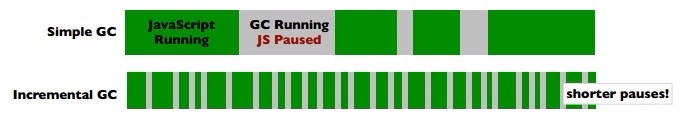 Simple GC
JavaScript
Running
GC Running
JS Paused
Incremental GC
shorter pauses!